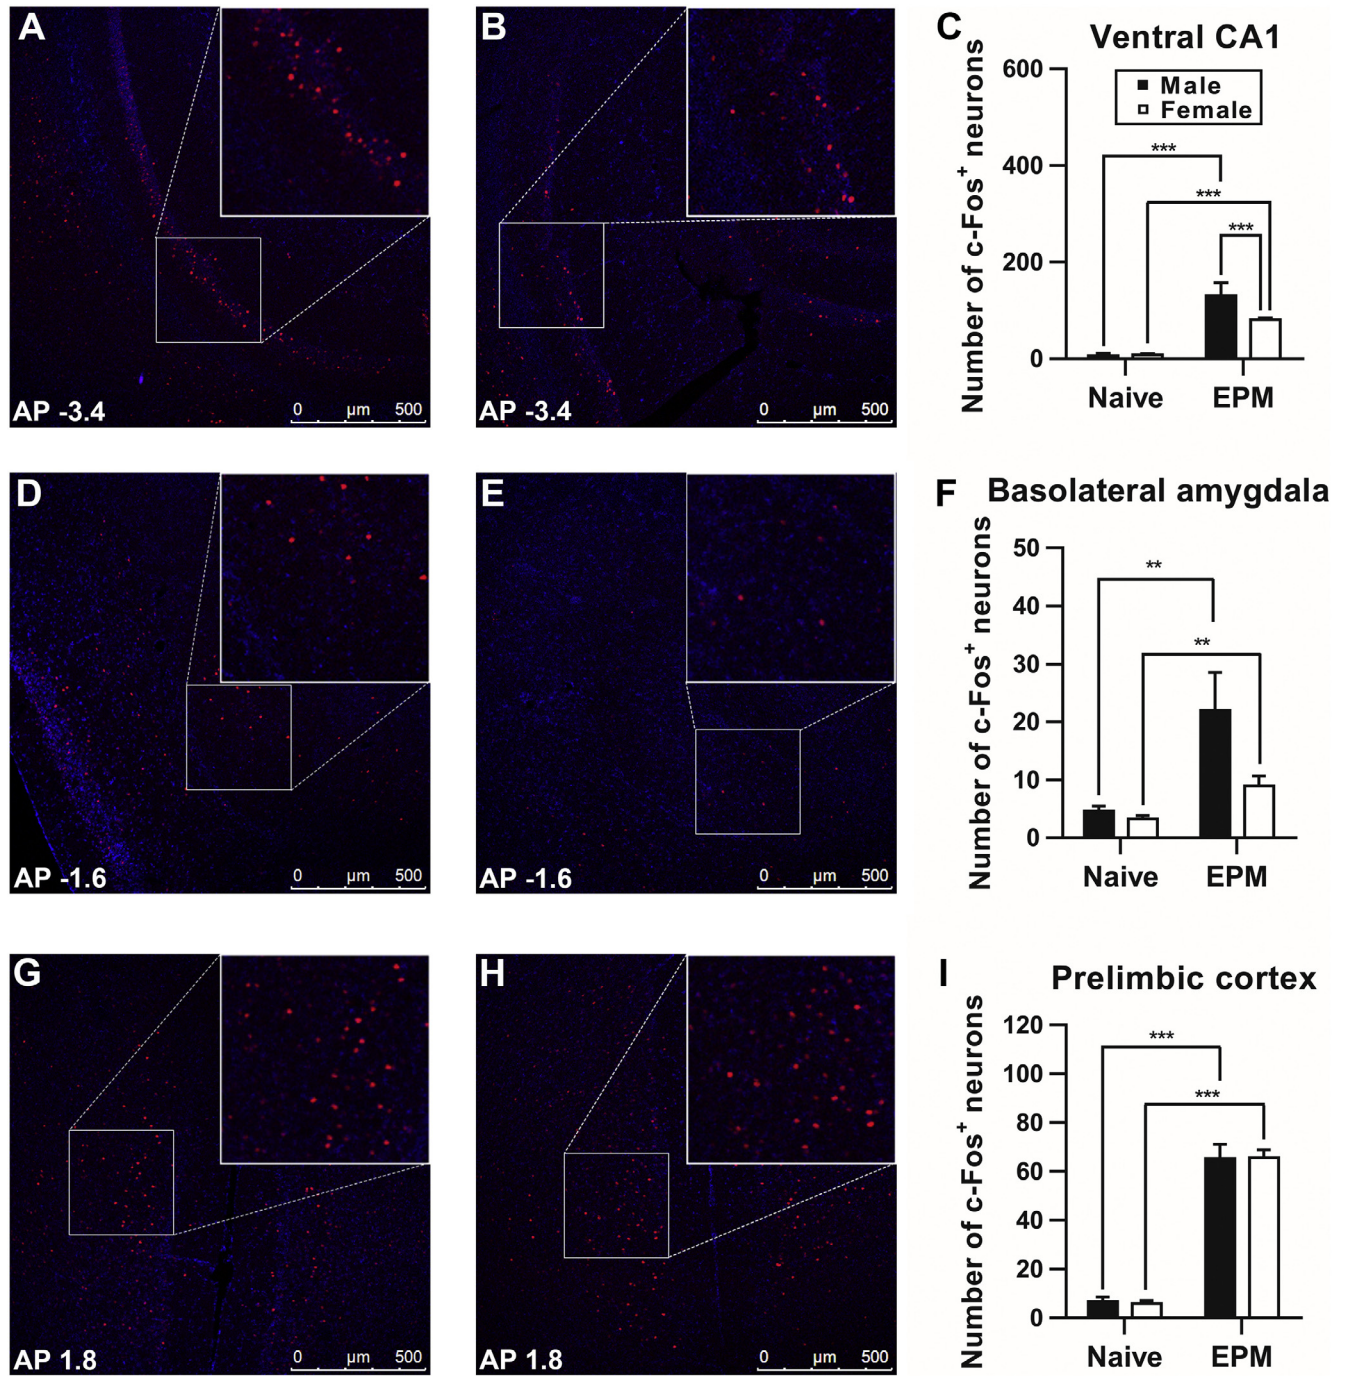 A
AP -3.4
0 µm 500
B
AP -3.4
0 µm 500
C
Ventral CA1
Number of c-Fos+ neurons
600
400
200
0
Male
Female
***
***
***
Naive EPM
D
AP -1.6
0 µm 500
E
AP -1.6
0 µm 500
F Basolateral amygdala
Number of c-Fos+ neurons
50
40
30
20
10
0
**
**
Naive EPM
G
AP 1.8
0 µm 500
H
AP 1.8
0 µm 500
I
Prelimbic cortex
Number of c-Fos+ neurons
120
100
80
60
40
20
0
***
***
Naive EPM